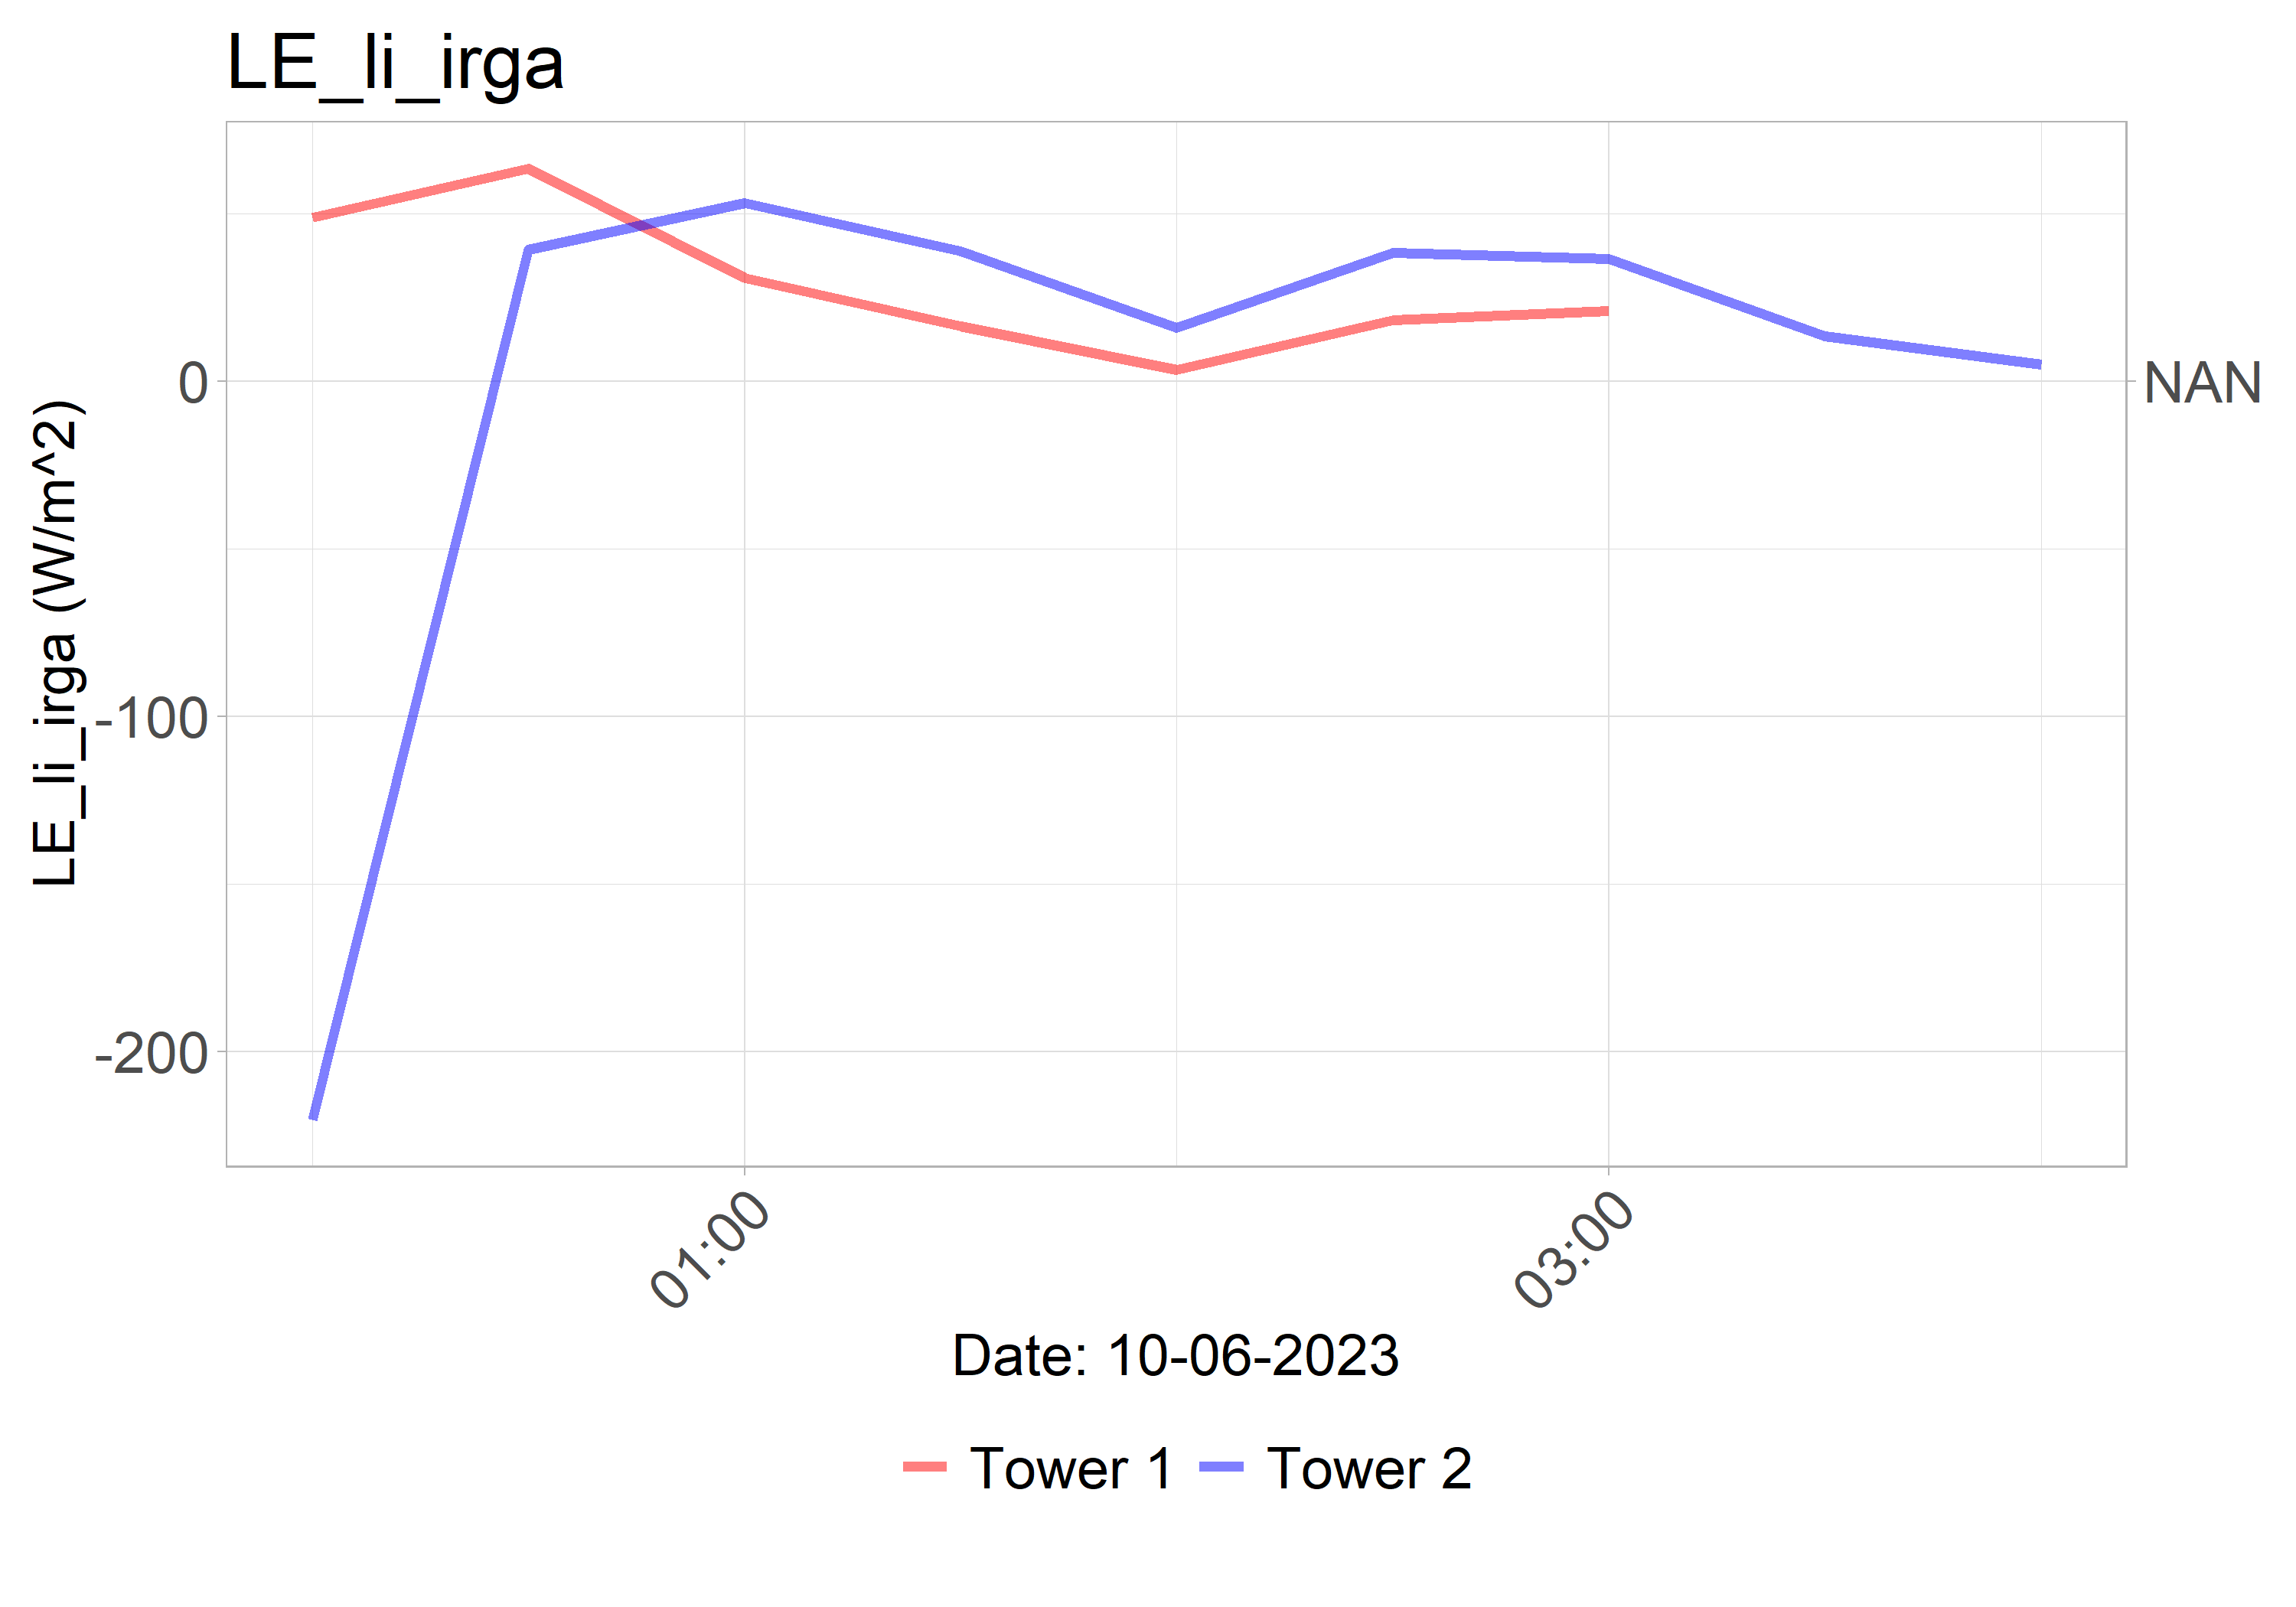 LE_li_irga
LE_li_irga (W/m^2)
0
-100
-200
NAN
01:00
03:00
Date: 10-06-2023
Tower 1
Tower 2